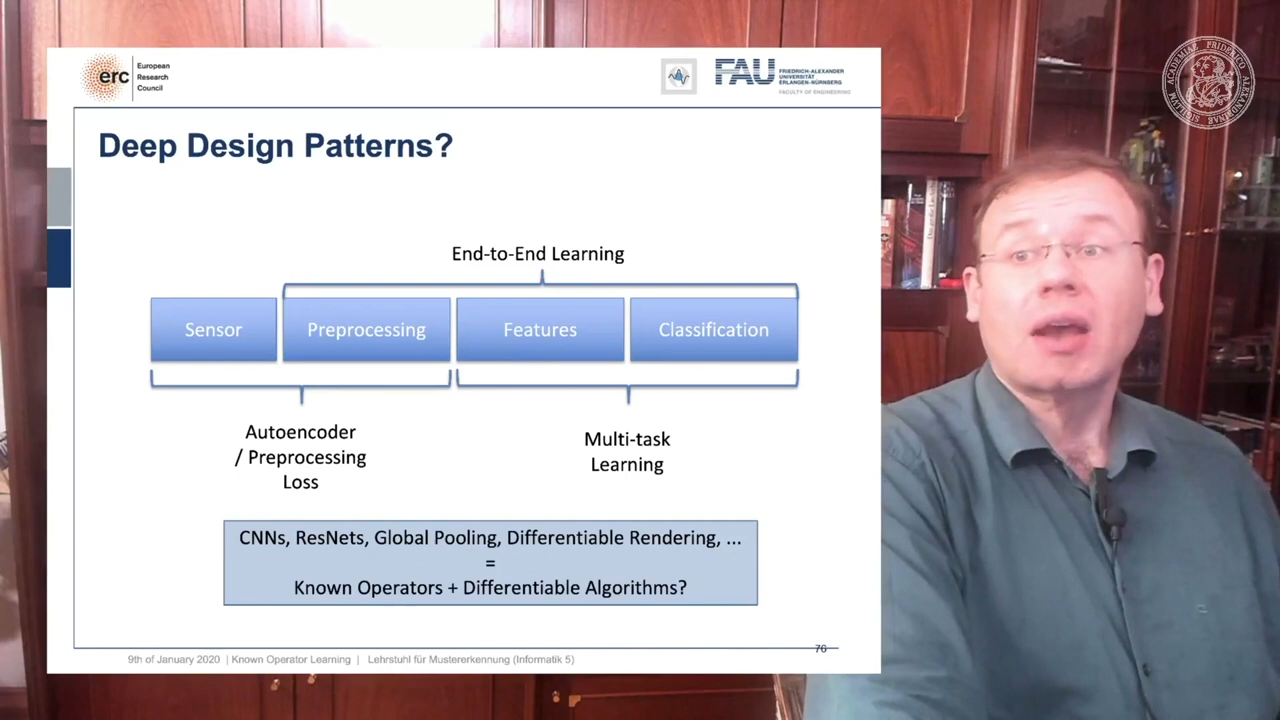 erc
European
Research
Council
FAU
FRIEDRICH-ALEXANDER
UNIVERSITÄT
ERLANGEN-NÜRNBERG
FACULTY OF ENGINEERING
Deep Design Patterns?
End-to-End Learning
Sensor
Preprocessing
Features
Classification
Autoencoder
/ Preprocessing
Loss
Multi-task
Learning
CNNs, ResNets, Global Pooling, Differentiable Rendering, ...
=
Known Operators + Differentiable Algorithms?
9th of January 2020 | Known Operator Learning | Lehrstuhl für Mustererkennung (Informatik 5)
76